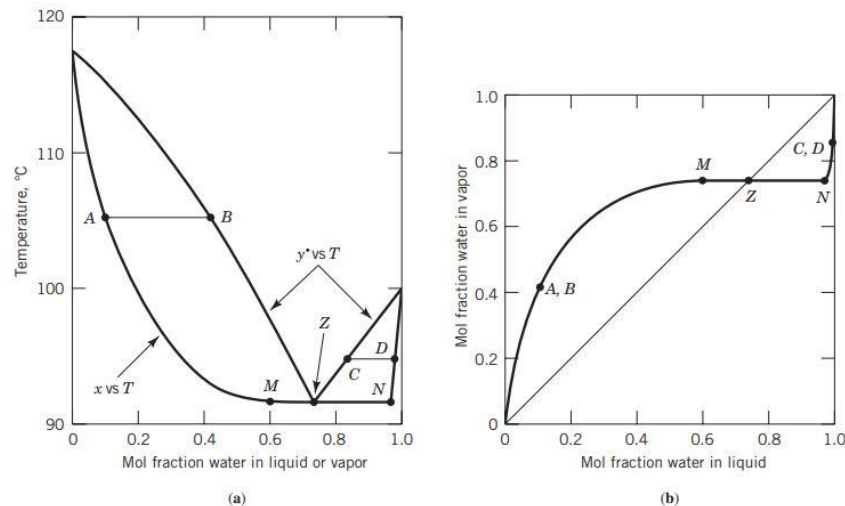 120
110
100
90
Temperature, °C
A
B
y* vs T
Z
x vs T
M
C
D
N
0
0.2
0.4
0.6
0.8
1.0
Mol fraction water in liquid or vapor
(a)
1.0
0.8
0.6
0.4
0.2
0
Mol fraction water in vapor
M
C, D
Z
N
A, B
0
0.2
0.4
0.6
0.8
1.0
Mol fraction water in liquid
(b)